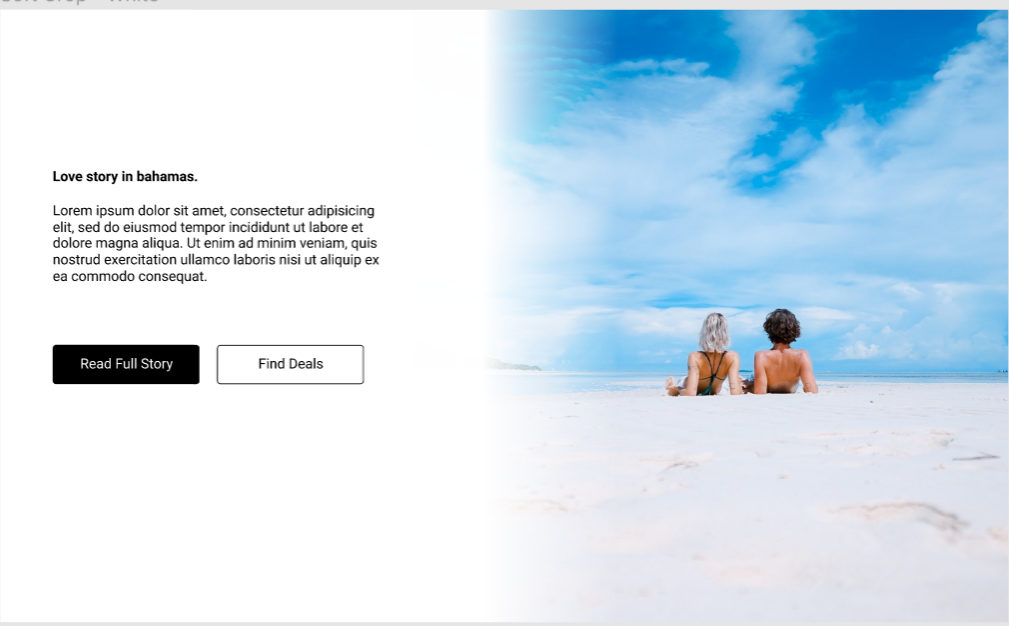 Love story in bahamas.
Lorem ipsum dolor sit amet, consectetur adipisicing
elit, sed do eiusmod tempor incididunt ut labore et
dolore magna aliqua. Ut enim ad minim veniam, quis
nostrud exercitation ullamco laboris nisi ut aliquip ex
ea commodo consequat.
Read Full Story
Find Deals